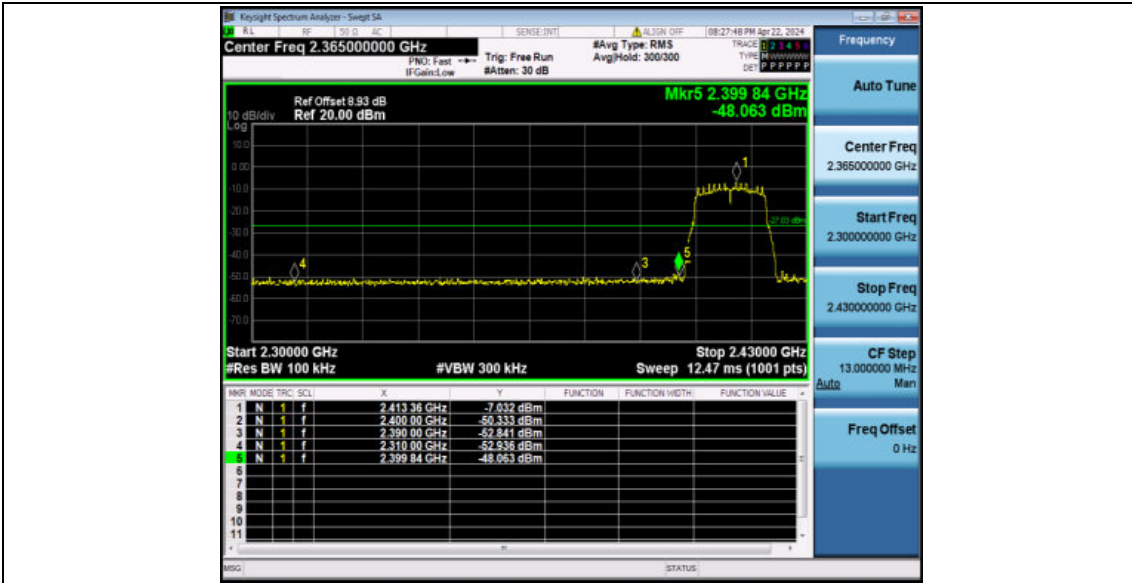 Keysight Spectrum Analyzer - Swept SA
RL RF 50 Ω AC SENSE:INT ALIGN OFF 08:27:48 PM Apr 22, 2024
Center Freq 2.365000000 GHz
PNO: Fast
IFGain:Low
Trig: Free Run
#Atten: 30 dB
#Avg Type: RMS
Avg|Hold: 300/300
TRACE 1 2 3 4 5 6
TYPE M WWWWW
DET P P P P P P
Frequency
Auto Tune
Center Freq
2.365000000 GHz
Start Freq
2.300000000 GHz
Stop Freq
2.430000000 GHz
CF Step
13.000000 MHz
Auto Man
Freq Offset
0 Hz
Mkr5 2.399 84 GHz
-48.063 dBm
Ref Offset 8.93 dB
10 dB/div Ref 20.00 dBm
Log
10.0
0.00
-10.0
-20.0
-30.0
-40.0
-50.0
-60.0
-70.0
1
-27.03 dBm
4
3
5
Start 2.30000 GHz Stop 2.43000 GHz
#Res BW 100 kHz #VBW 300 kHz Sweep 12.47 ms (1001 pts)
MKR MODE TRC SCL X Y FUNCTION FUNCTION WIDTH FUNCTION VALUE
1 N 1 f 2.413 36 GHz -7.032 dBm
2 N 1 f 2.400 00 GHz -50.333 dBm
3 N 1 f 2.390 00 GHz -52.841 dBm
4 N 1 f 2.310 00 GHz -52.936 dBm
5 N 1 f 2.399 84 GHz -48.063 dBm
6
7
8
9
10
11
MSG STATUS